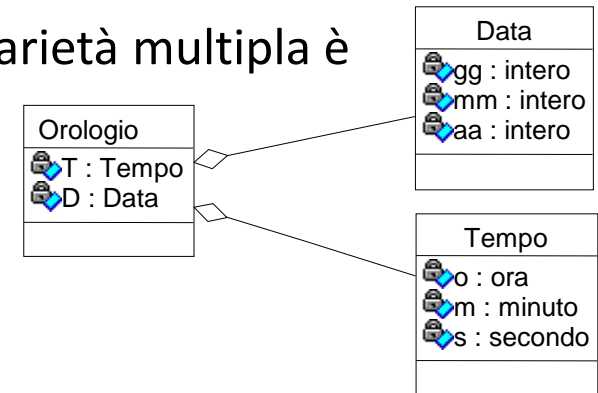 arietà multipla è
Orologio
T : Tempo
D : Data
Data
gg : intero
mm : intero
aa : intero
Tempo
o : ora
m : minuto
s : secondo